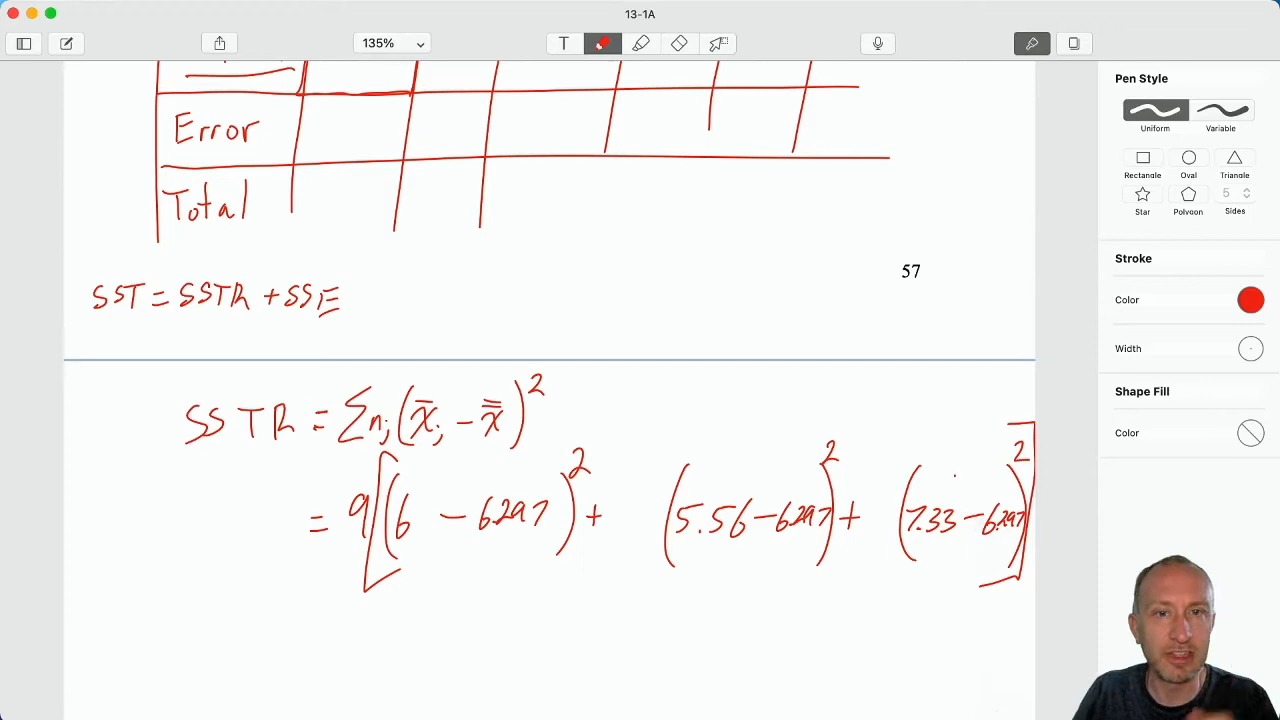 13-1A
135%
T
Pen Style
Uniform Variable
Rectangle Oval Triangle
5
Star Polygon Sides
Stroke
Color
Width
Shape Fill
Color
Error
Total
57
SST = SSTR + SSE
SSTR = Σnⱼ(x̄ⱼ - x̿)²
= 9[(6 - 6.297)² + (5.56 - 6.297)² + (7.33 - 6.297)²]